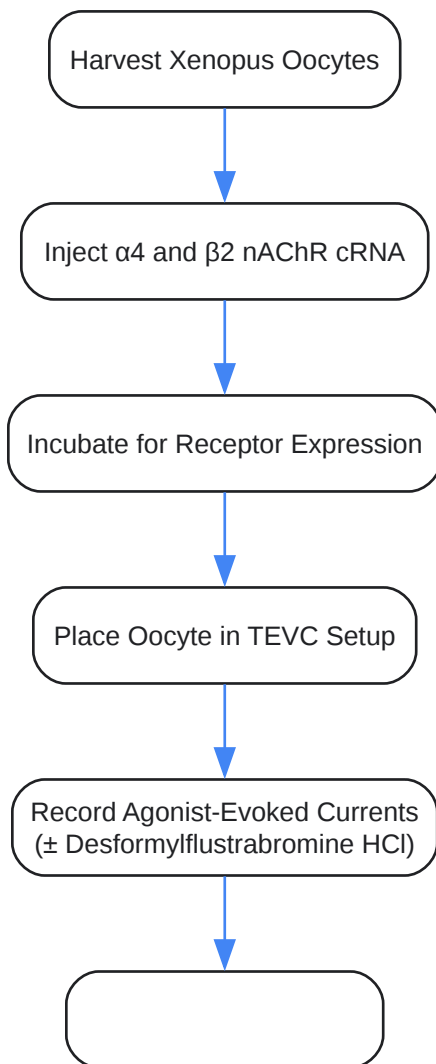 Harvest Xenopus Oocytes
Inject α4 and β2 nAChR cRNA
Incubate for Receptor Expression
Place Oocyte in TEVC Setup
Record Agonist-Evoked Currents
(± Desformylflustrabromine HCl)